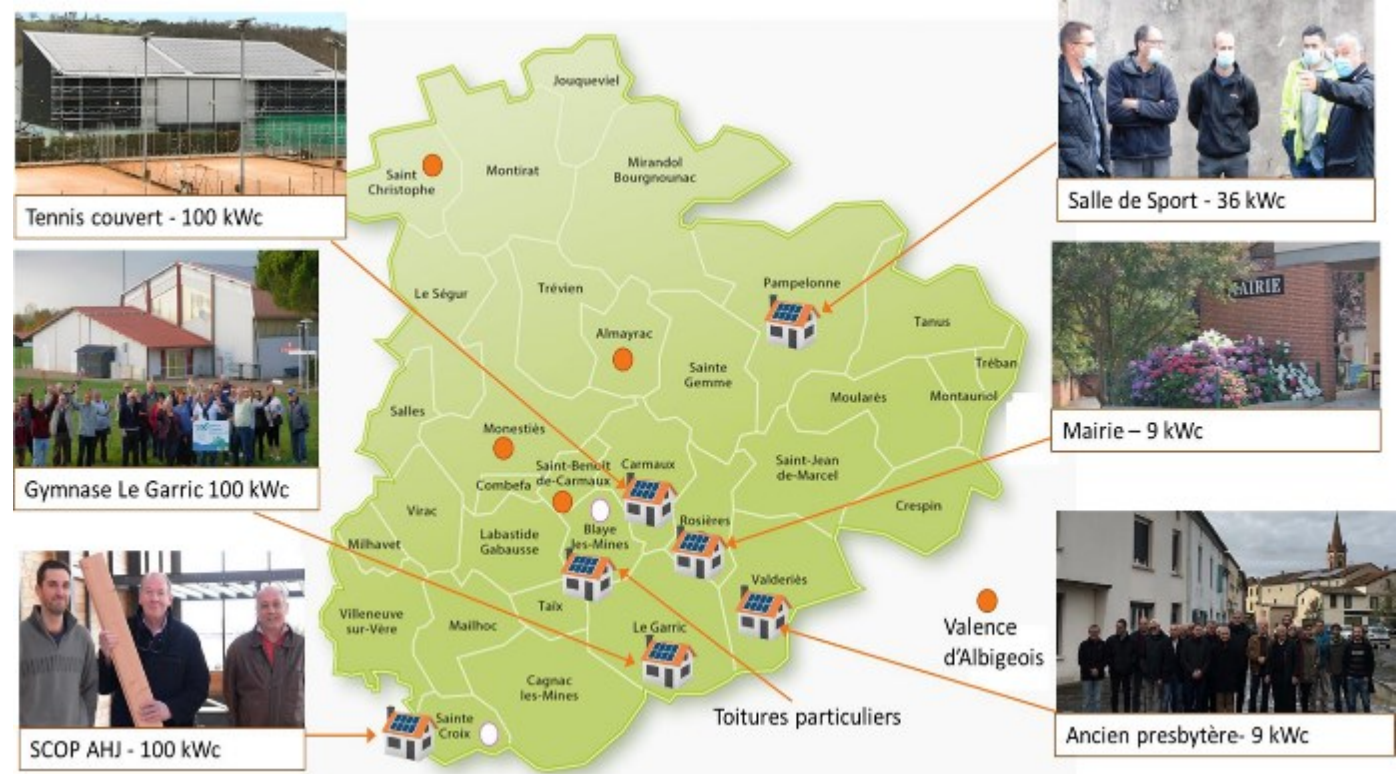 Tennis couvert - 100 kWc
Gymnase Le Garric 100 kWc
SCOP AHJ - 100 kWc
Jouqueviel
Saint
Christophe
Montirat
Mirandol
Bourgnounac
Le Ségur
Trévien
Pampelonne
Almayrac
Tanus
Sainte
Gemme
Tréban
Salles
Moularès
Montauriol
Monestiès
Saint-Benoit
de-Carmaux
Carmaux
Saint-Jean
de-Marcel
Combefa
Virac
Crespin
Rosières
Labastide
Gabausse
Blaye
les-Mines
Milhavet
Valderiès
Villeneuve
sur-Vère
Mailhoc
Taïx
Le Garric
Valence
d'Albigeois
Cagnac
les-Mines
Toitures particuliers
Sainte
Croix
Salle de Sport - 36 kWc
MAIRIE
Mairie – 9 kWc
Ancien presbytère- 9 kWc